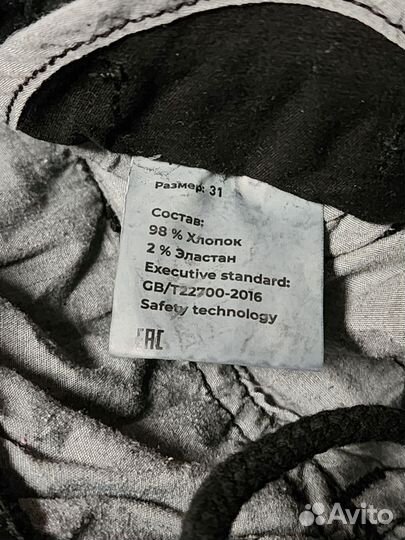 Размер: 31
Состав:
98 % Хлопок
2 % Эластан
Executive standard:
GB/T22700-2016
Safety technology
EAC
Avito